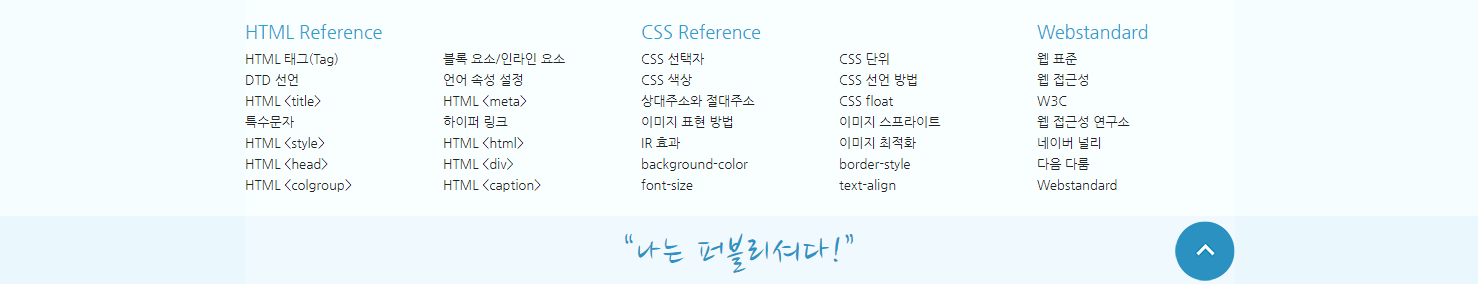 HTML Reference
HTML 태그(Tag)
DTD 선언
HTML <title>
특수문자
HTML <style>
HTML <head>
HTML <colgroup>
블록 요소/인라인 요소
언어 속성 설정
HTML <meta>
하이퍼 링크
HTML <html>
HTML <div>
HTML <caption>
CSS Reference
CSS 선택자
CSS 색상
상대주소와 절대주소
이미지 표현 방법
IR 효과
background-color
font-size
CSS 단위
CSS 선언 방법
CSS float
이미지 스프라이트
이미지 최적화
border-style
text-align
Webstandard
웹 표준
웹 접근성
W3C
웹 접근성 연구소
네이버 널리
다음 다룸
Webstandard
“나는 퍼블리셔다!”